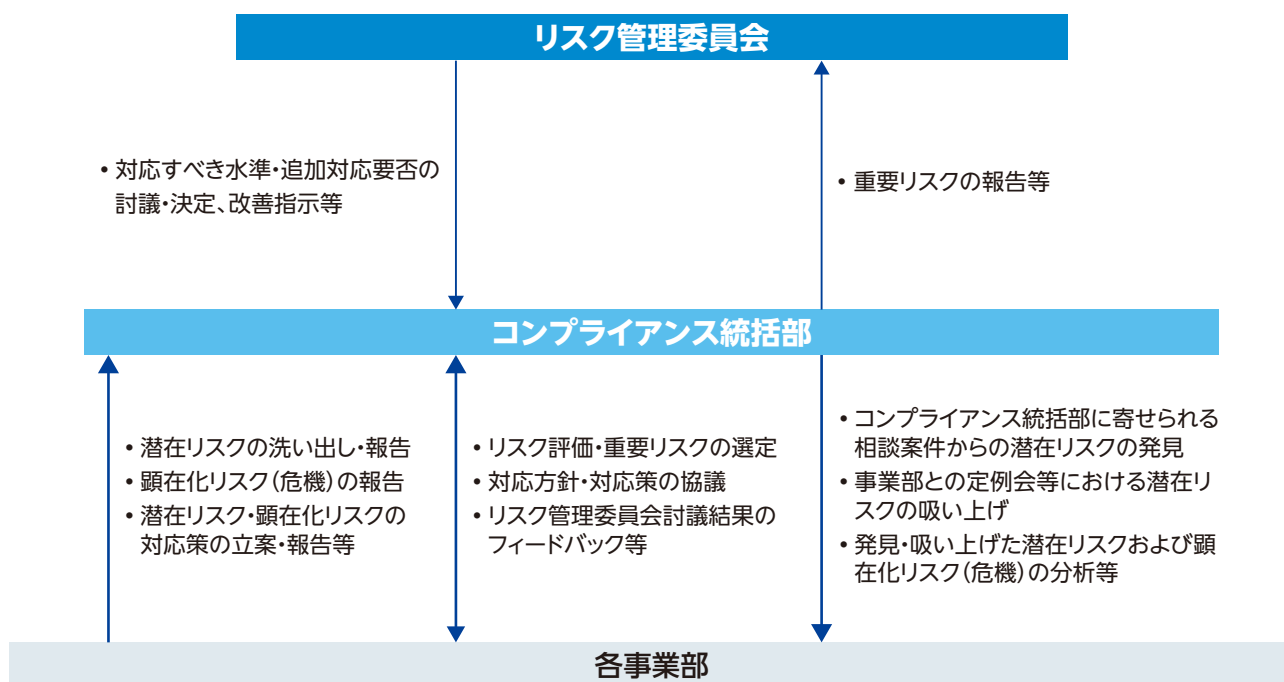 リスク管理委員会
• 対応すべき水準・追加対応要否の
討議・決定、改善指示等
• 重要リスクの報告等
コンプライアンス統括部
• 潜在リスクの洗い出し・報告
• 顕在化リスク(危機)の報告
• 潜在リスク・顕在化リスクの
対応策の立案・報告等
• リスク評価・重要リスクの選定
• 対応方針・対応策の協議
• リスク管理委員会討議結果の
フィードバック等
• コンプライアンス統括部に寄せられる
相談案件からの潜在リスクの発見
• 事業部との定例会等における潜在リ
スクの吸い上げ
• 発見・吸い上げた潜在リスクおよび顕
在化リスク(危機)の分析等
各事業部